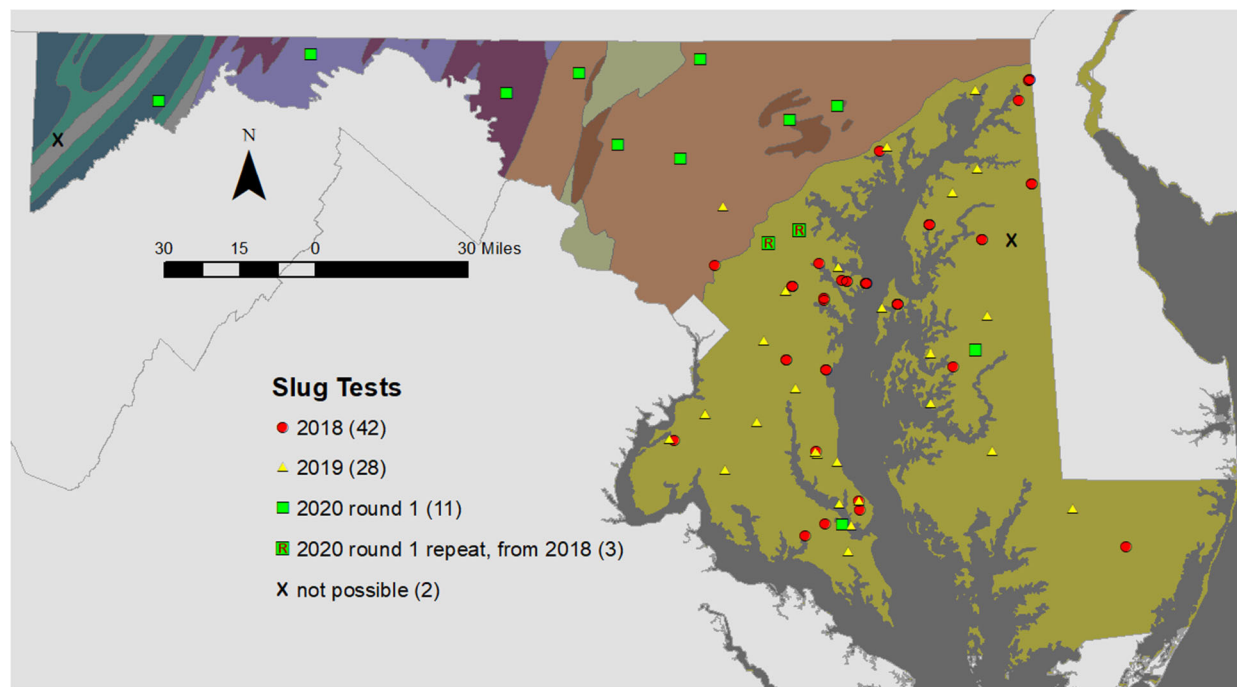 N
30 15 0 30 Miles
Slug Tests
2018 (42)
2019 (28)
2020 round 1 (11)
R 2020 round 1 repeat, from 2018 (3)
X not possible (2)
X
R R
X